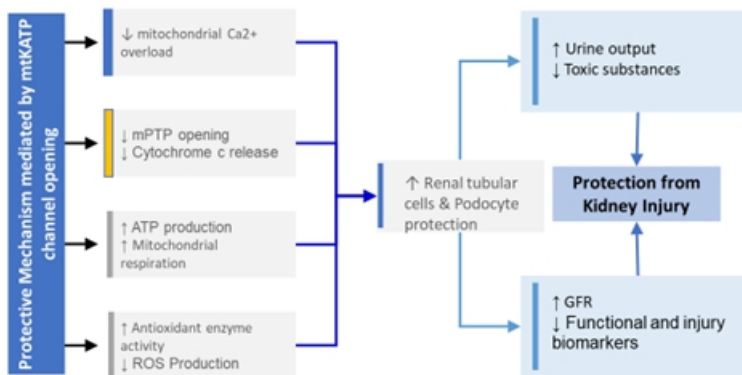 Protective Mechanism mediated by mtKATP
channel opening
↓ mitochondrial Ca2+
overload
↓ mPTP opening
↓ Cytochrome c release
↑ ATP production
↑ Mitochondrial
respiration
↑ Antioxidant enzyme
activity
↓ ROS Production
↑ Renal tubular
cells & Podocyte
protection
↑ Urine output
↓ Toxic substances
Protection from
Kidney Injury
↑ GFR
↓ Functional and injury
biomarkers